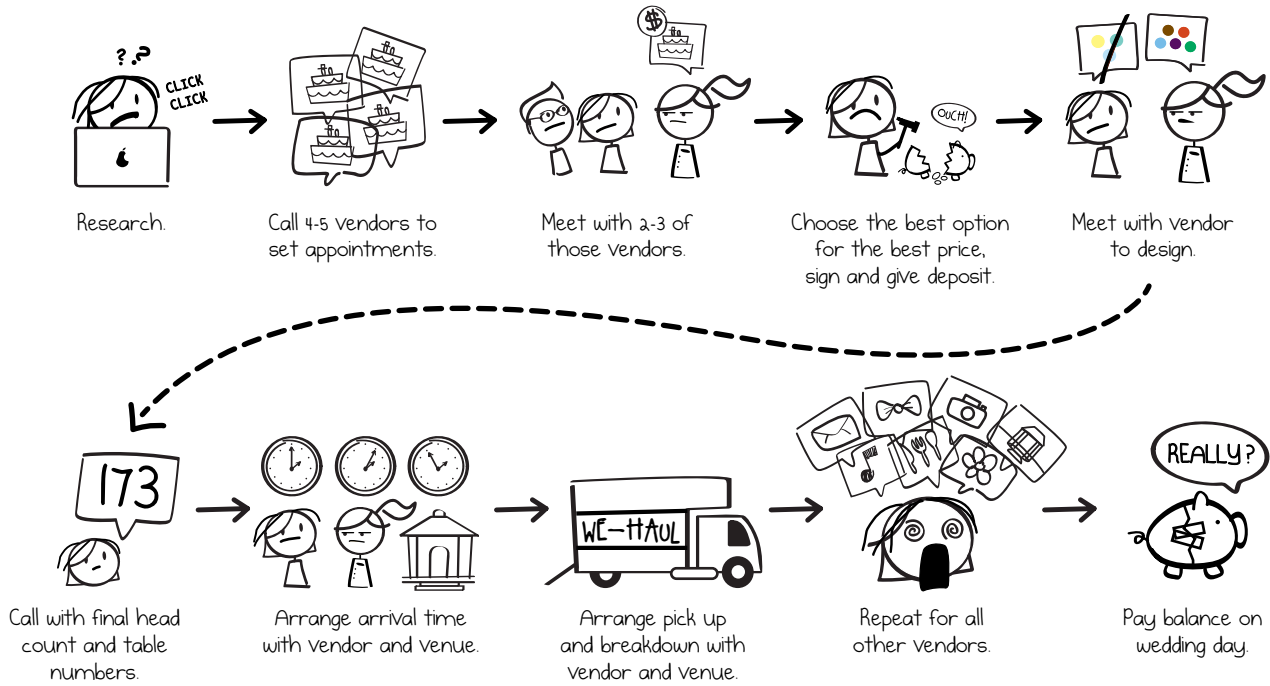 ? ? ?
CLICK
CLICK
$
OUCH!
Research.
Call 4-5 vendors to
set appointments.
Meet with 2-3 of
those vendors.
Choose the best option
for the best price,
sign and give deposit.
Meet with vendor
to design.
173
WE-HAUL
REALLY?
Call with final head
count and table
numbers.
Arrange arrival time
with vendor and venue.
Arrange pick up
and breakdown with
vendor and venue.
Repeat for all
other vendors.
Pay balance on
wedding day.